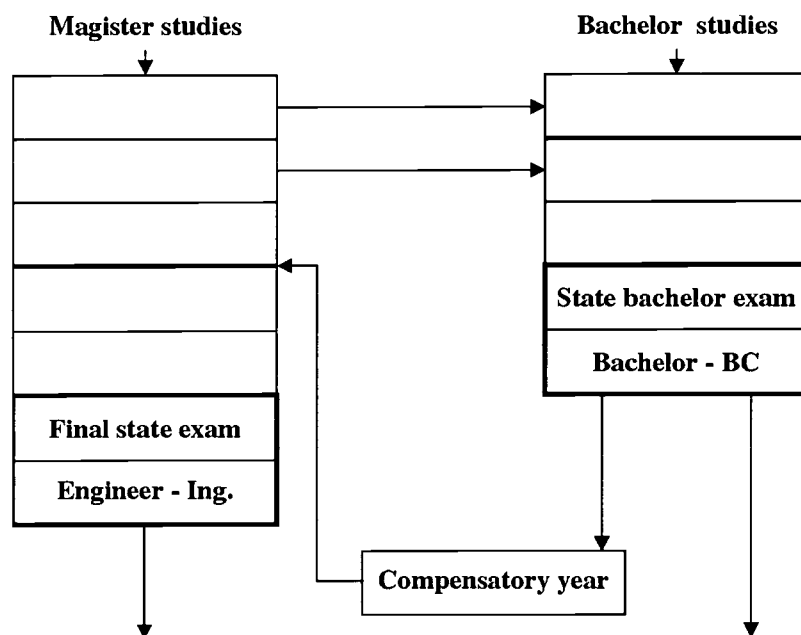 Magister studies
Bachelor studies
State bachelor exam
Bachelor - BC
Final state exam
Engineer - Ing.
Compensatory year